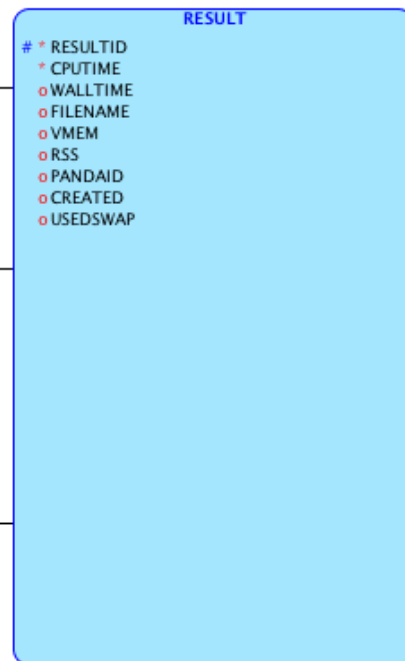 RESULT
# * RESULTID
* CPUTIME
o WALLTIME
o FILENAME
o VMEM
o RSS
o PANDAID
o CREATED
o USEDSWAP